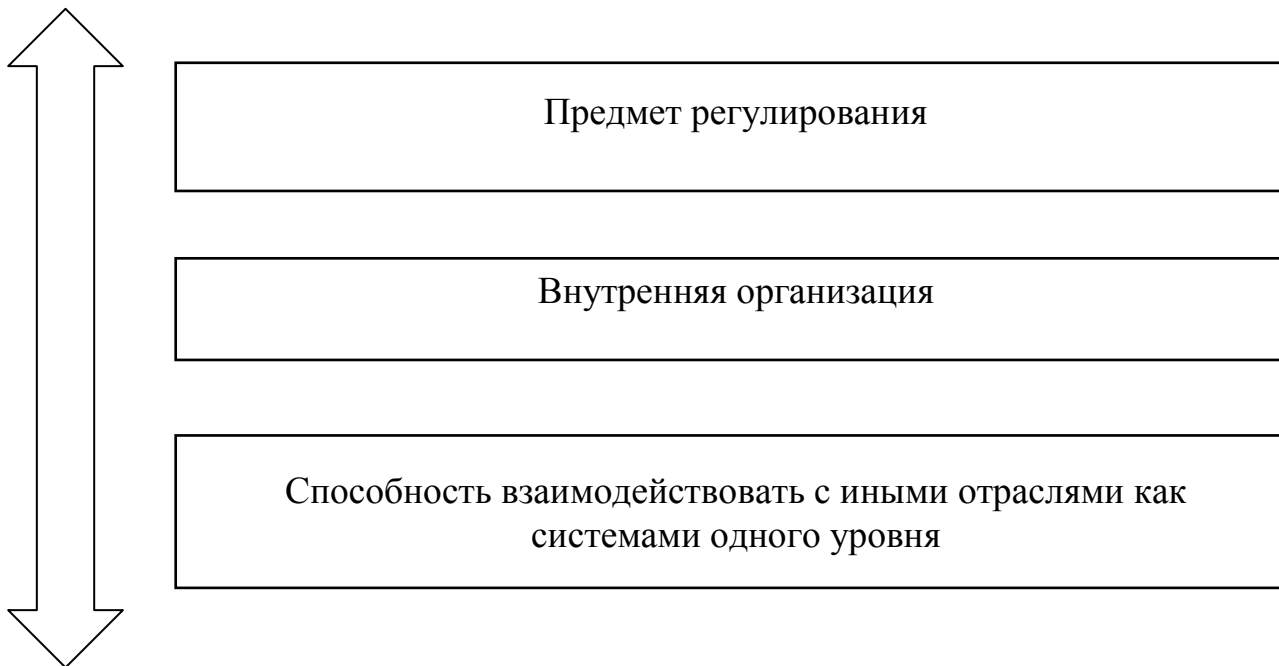 Предмет регулирования
Внутренняя организация
Способность взаимодействовать с иными отраслями как
системами одного уровня